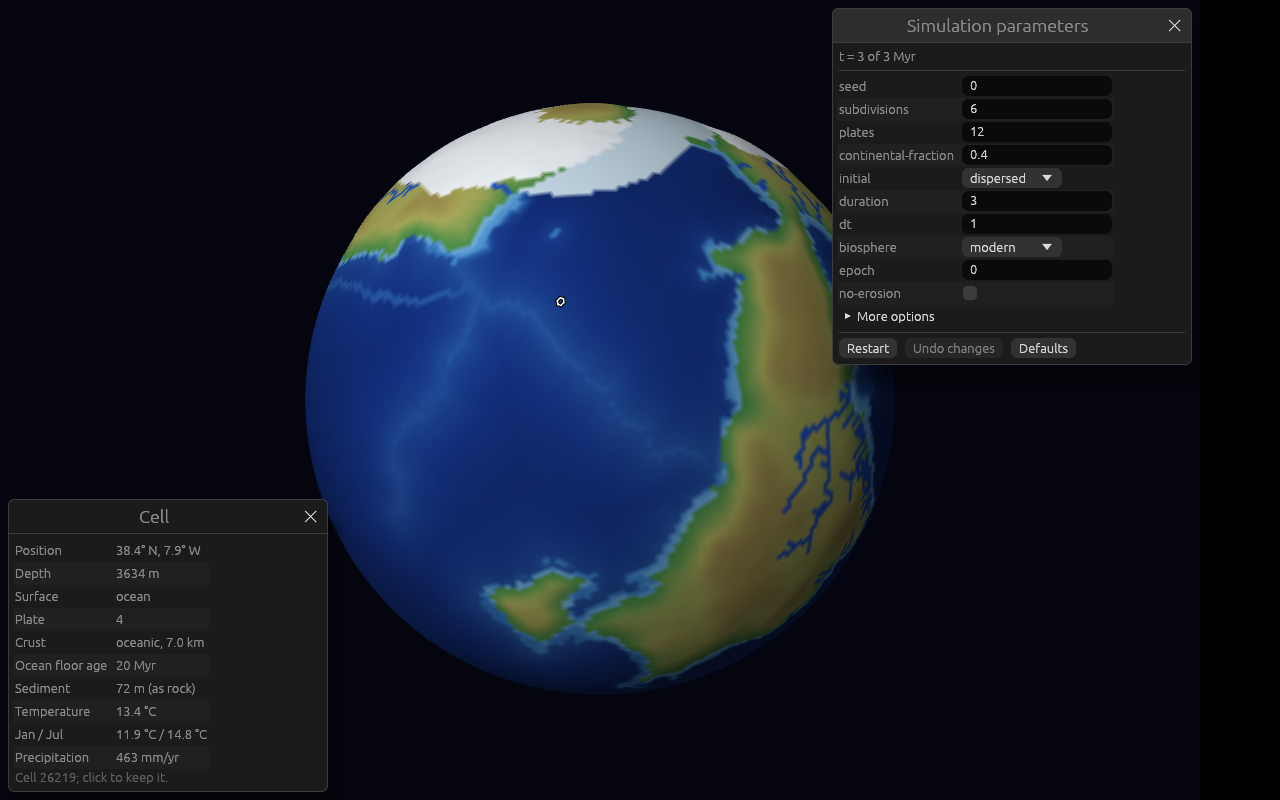 Simulation parameters
t = 3 of 3 Myr
seed 0
subdivisions 6
plates 12
continental-fraction 0.4
initial dispersed
duration 3
dt 1
biosphere modern
epoch 0
no-erosion
More options
Restart Undo changes Defaults
Cell
Position 38.4° N, 7.9° W
Depth 3634 m
Surface ocean
Plate 4
Crust oceanic, 7.0 km
Ocean floor age 20 Myr
Sediment 72 m (as rock)
Temperature 13.4 °C
Jan / Jul 11.9 °C / 14.8 °C
Precipitation 463 mm/yr
Cell 26219; click to keep it.